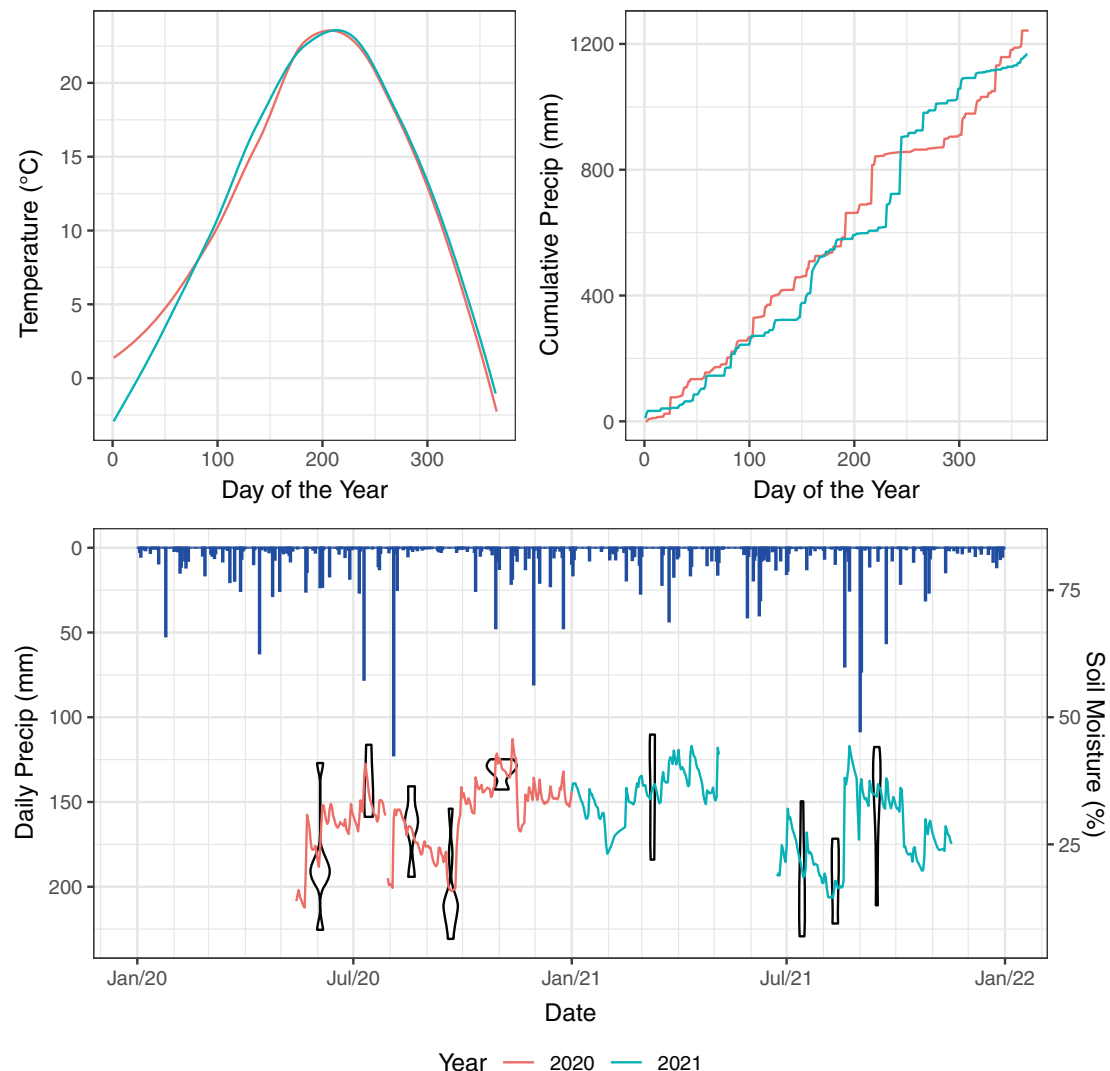 Temperature (°C)
20
15
10
5
0
0 100 200 300
Day of the Year
Cumulative Precip (mm)
1200
800
400
0
0 100 200 300
Day of the Year
Daily Precip (mm)
0
50
100
150
200
75
50
25
Soil Moisture (%)
Jan/20 Jul/20 Jan/21 Jul/21 Jan/22
Date
Year 2020 2021